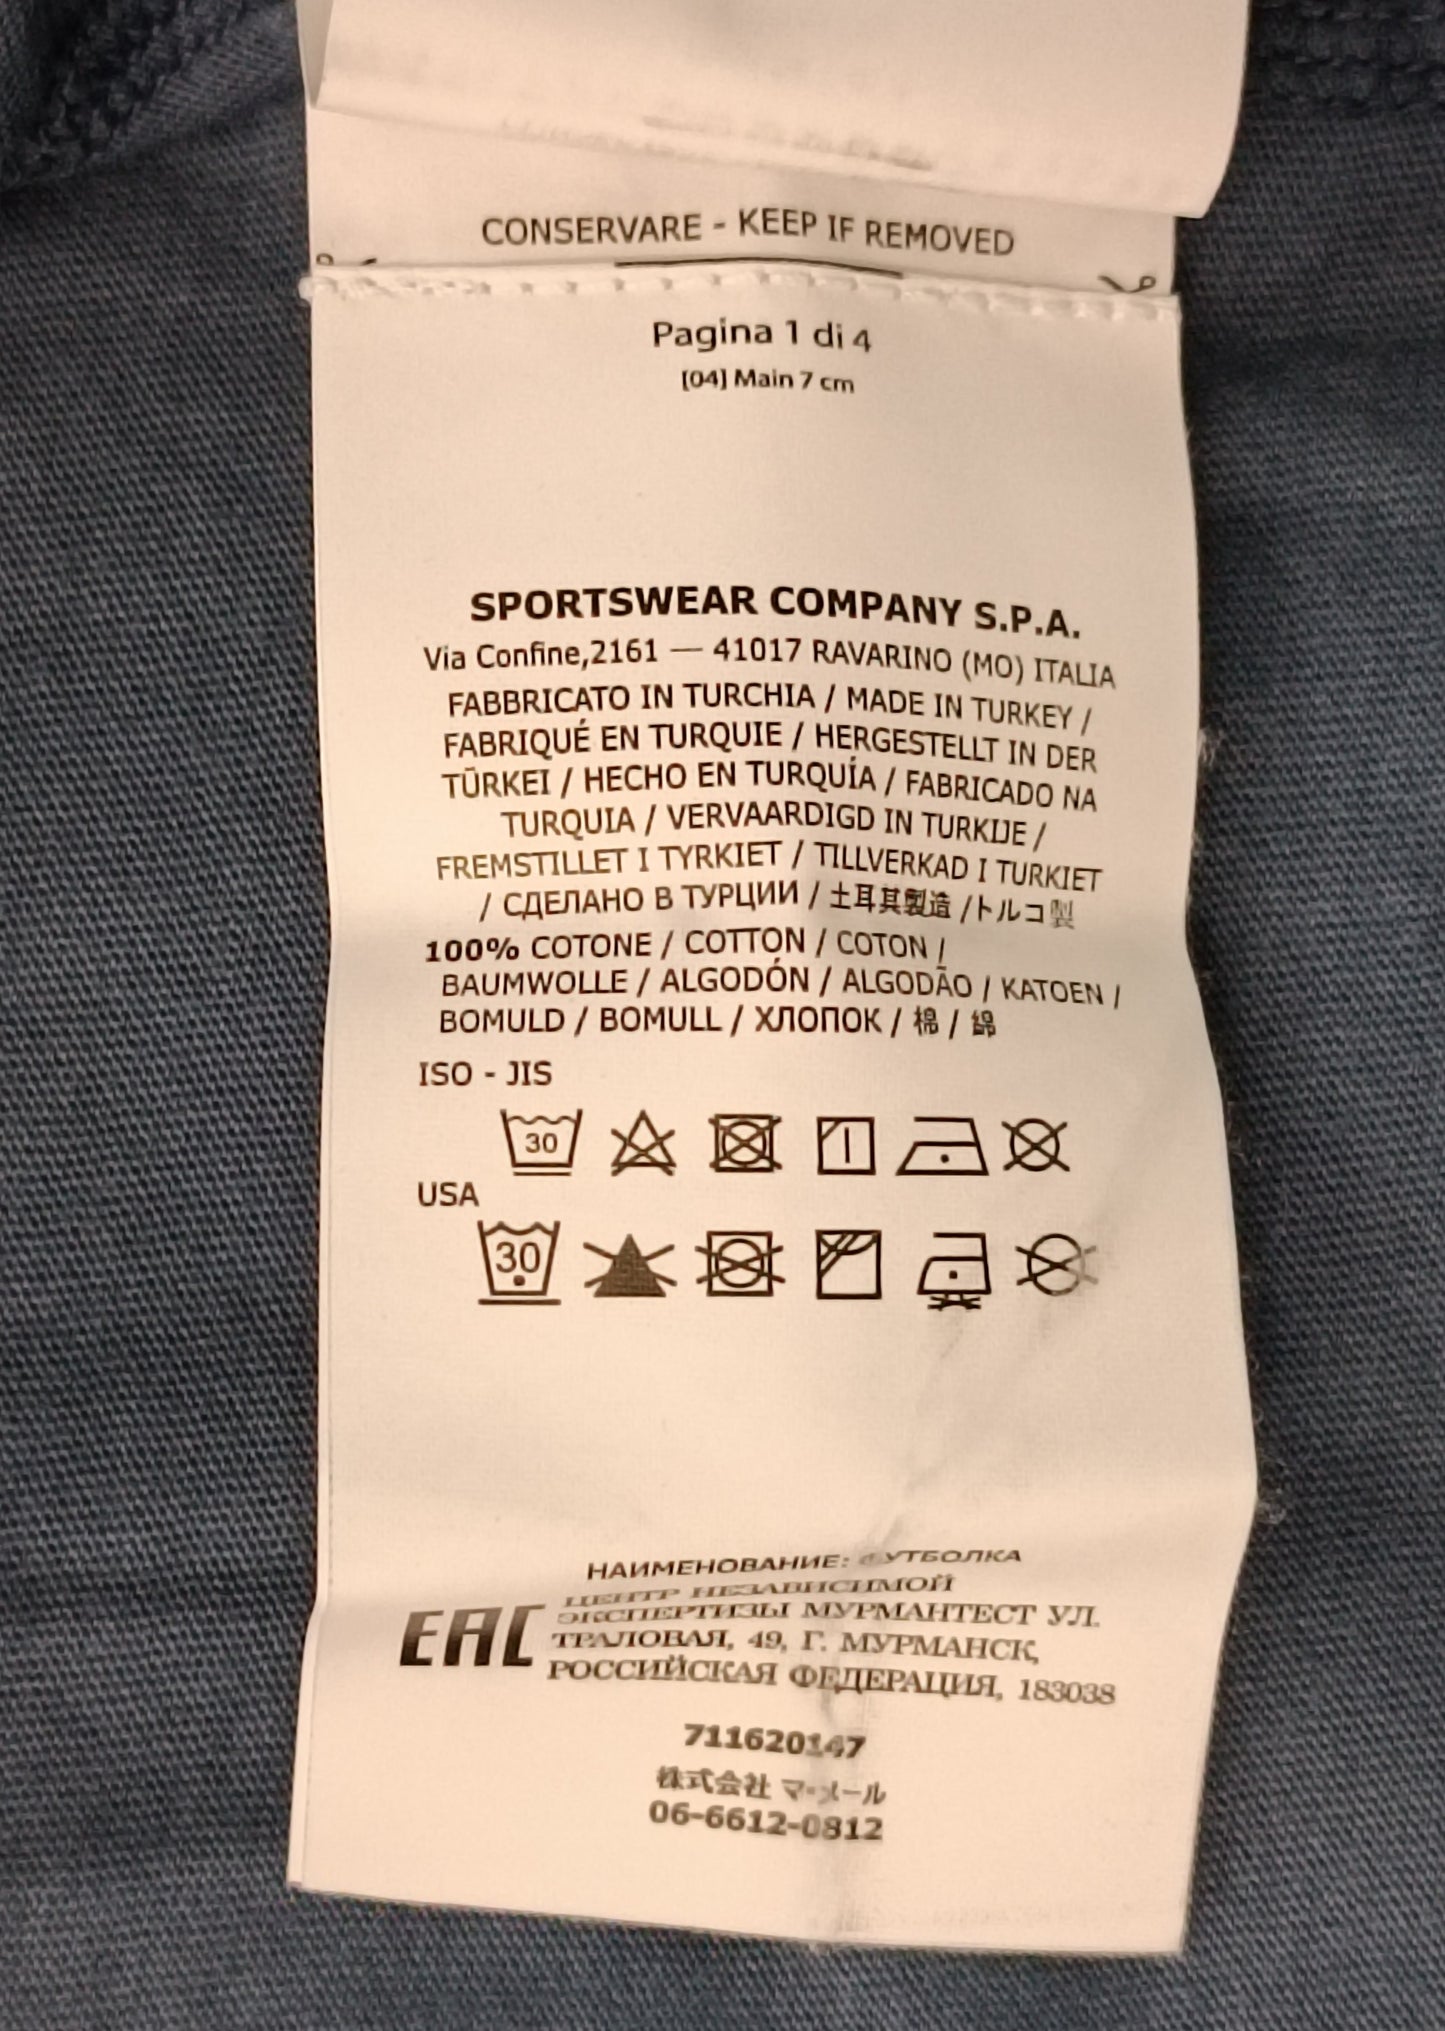 CONSERVARE - KEEP IF REMOVED
Pagina 1 di 4
[04] Main 7 cm
SPORTSWEAR COMPANY S.P.A.
Via Confine,2161 — 41017 RAVARINO (MO) ITALIA
FABBRICATO IN TURCHIA / MADE IN TURKEY /
FABRIQUÉ EN TURQUIE / HERGESTELLT IN DER
TÜRKEI / HECHO EN TURQUÍA / FABRICADO NA
TURQUIA / VERVAARDIGD IN TURKIJE /
FREMSTILLET I TYRKIET / TILLVERKAD I TURKIET
/ СДЕЛАНО В ТУРЦИИ / 土耳其製造 /トルコ製
100% COTONE / COTTON / COTON /
BAUMWOLLE / ALGODÓN / ALGODÃO / KATOEN /
BOMULD / BOMULL / ХЛОПОК / 棉 / 綿
ISO - JIS
30
USA
30
НАИМЕНОВАНИЕ: ФУТБОЛКА
ЦЕНТР НЕЗАВИСИМОЙ
EAC ЭКСПЕРТИЗЫ МУРМАНТЕСТ УЛ.
ТРАЛОВАЯ, 49, Г. МУРМАНСК,
РОССИЙСКАЯ ФЕДЕРАЦИЯ, 183038
711620147
株式会社 マ・メール
06-6612-0812